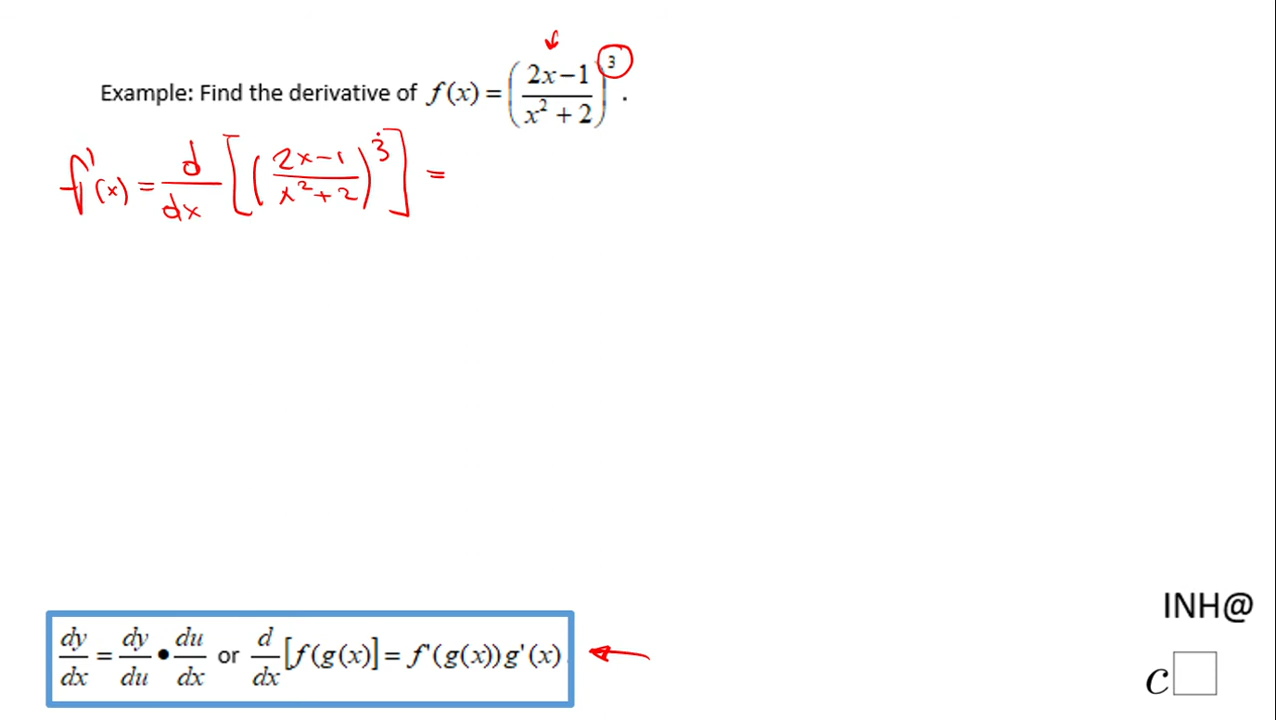 Example: Find the derivative of f(x) = ((2x−1)/(x²+2))³.
f'(x) = d/dx [((2x−1)/(x²+2))³] =
dy/dx = dy/du • du/dx or d/dx [f(g(x)] = f'(g(x))g'(x)
INH@
c